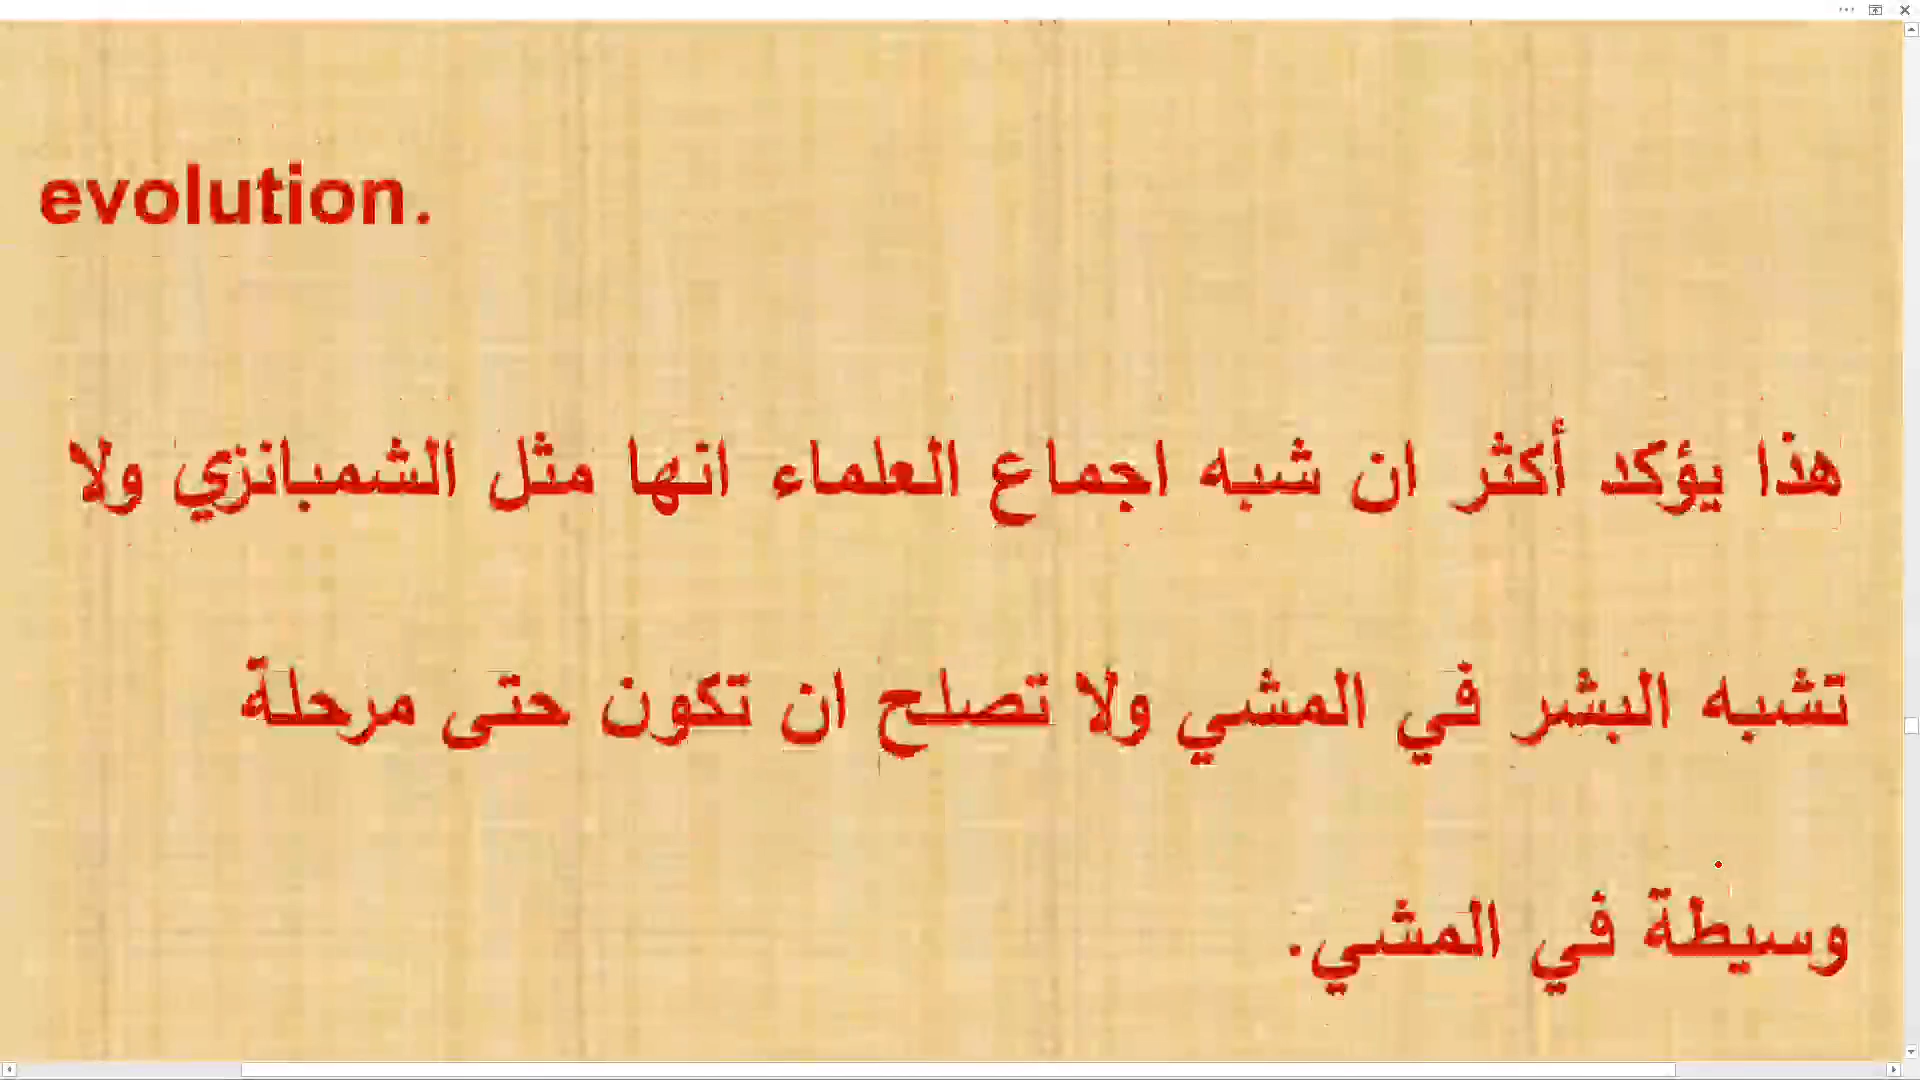 evolution.
هذا يؤكد أكثر ان شبه اجماع العلماء انها مثل الشمبانزي ولا
تشبه البشر في المشي ولا تصلح ان تكون حتى مرحلة
وسيطة في المشي.